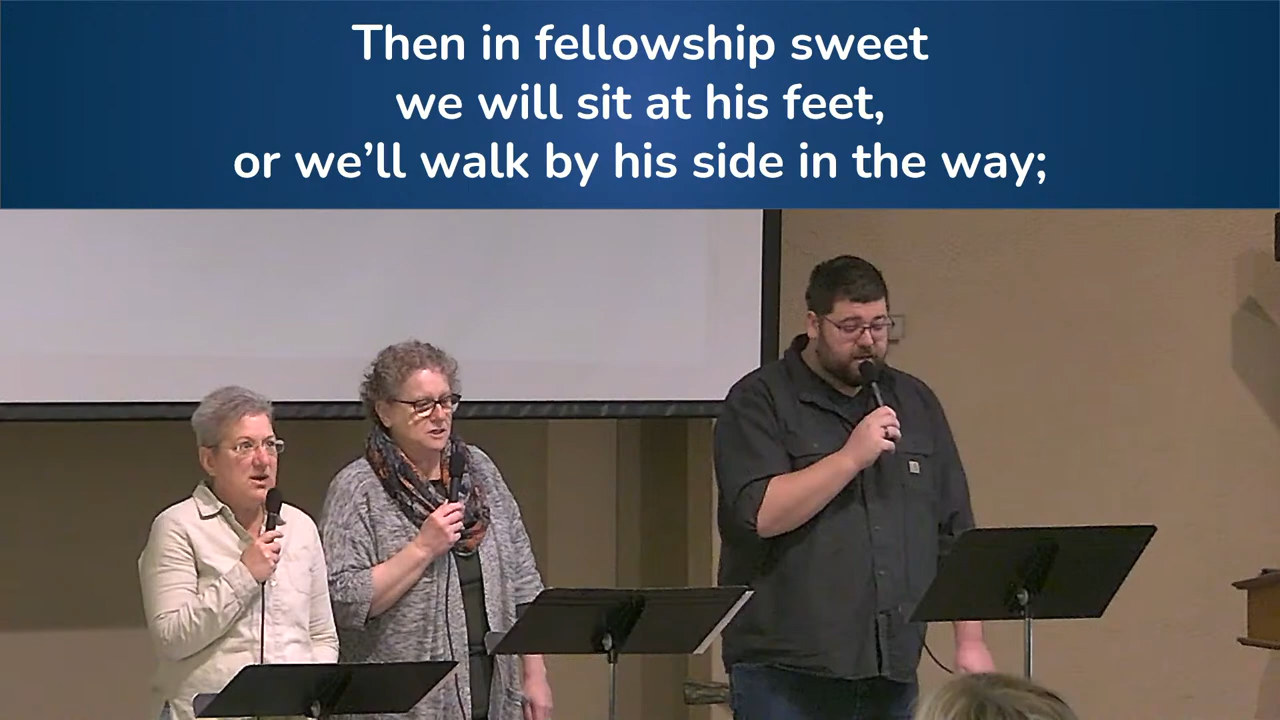 Then in fellowship sweet
we will sit at his feet,
or we’ll walk by his side in the way;